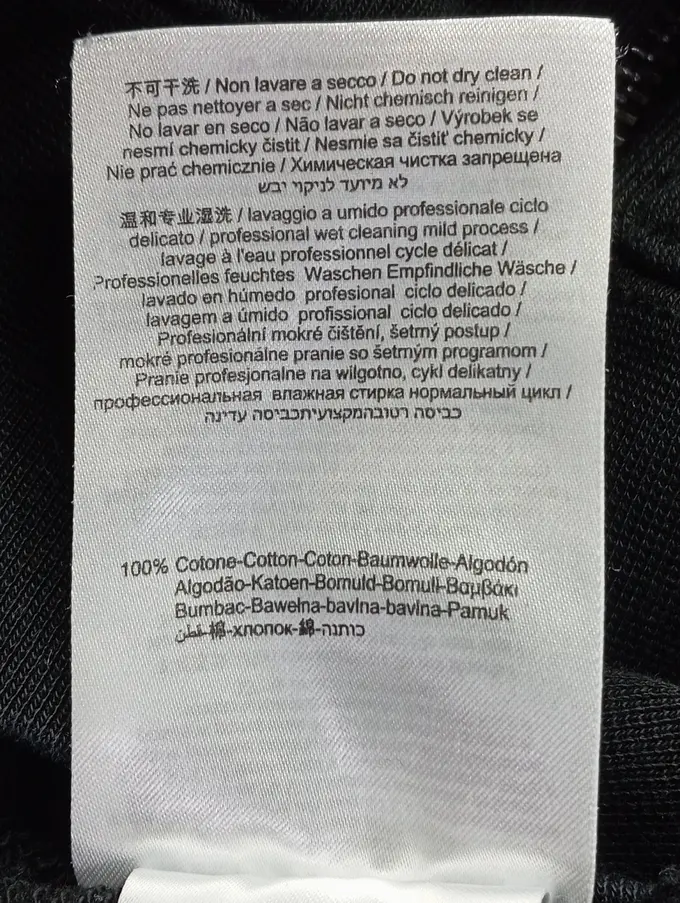 不可干洗 / Non lavare a secco / Do not dry clean /
Ne pas nettoyer a sec / Nicht chemisch reinigen /
No lavar en seco / Não lavar a seco / Výrobek se
nesmí chemicky čistit / Nesmie sa čistiť chemicky /
Nie prać chemicznie / Химическая чистка запрещена
לא מיועד לניקוי יבש
温和专业湿洗 / lavaggio a umido professionale ciclo
delicato / professional wet cleaning mild process /
lavage à l'eau professionnel cycle délicat /
Professionelles feuchtes Waschen Empfindliche Wäsche /
lavado en húmedo profesional ciclo delicado /
lavagem a úmido profissional ciclo delicado /
Profesionální mokré čištění, šetrný postup /
mokré profesionálne pranie so šetrným programom /
Pranie profesjonalne na wilgotno, cykl delikatny /
профессиональная влажная стирка нормальный цикл /
כביסה רטובהמקצועיתכביסה עדינה
100% Cotone-Cotton-Coton-Baumwolle-Algodón
Algodão-Katoen-Bomuld-Bomull-Βαμβάκι
Bumbac-Bawełna-bavlna-bavlna-Pamuk
قطن-棉-хлопок-綿-כותנה